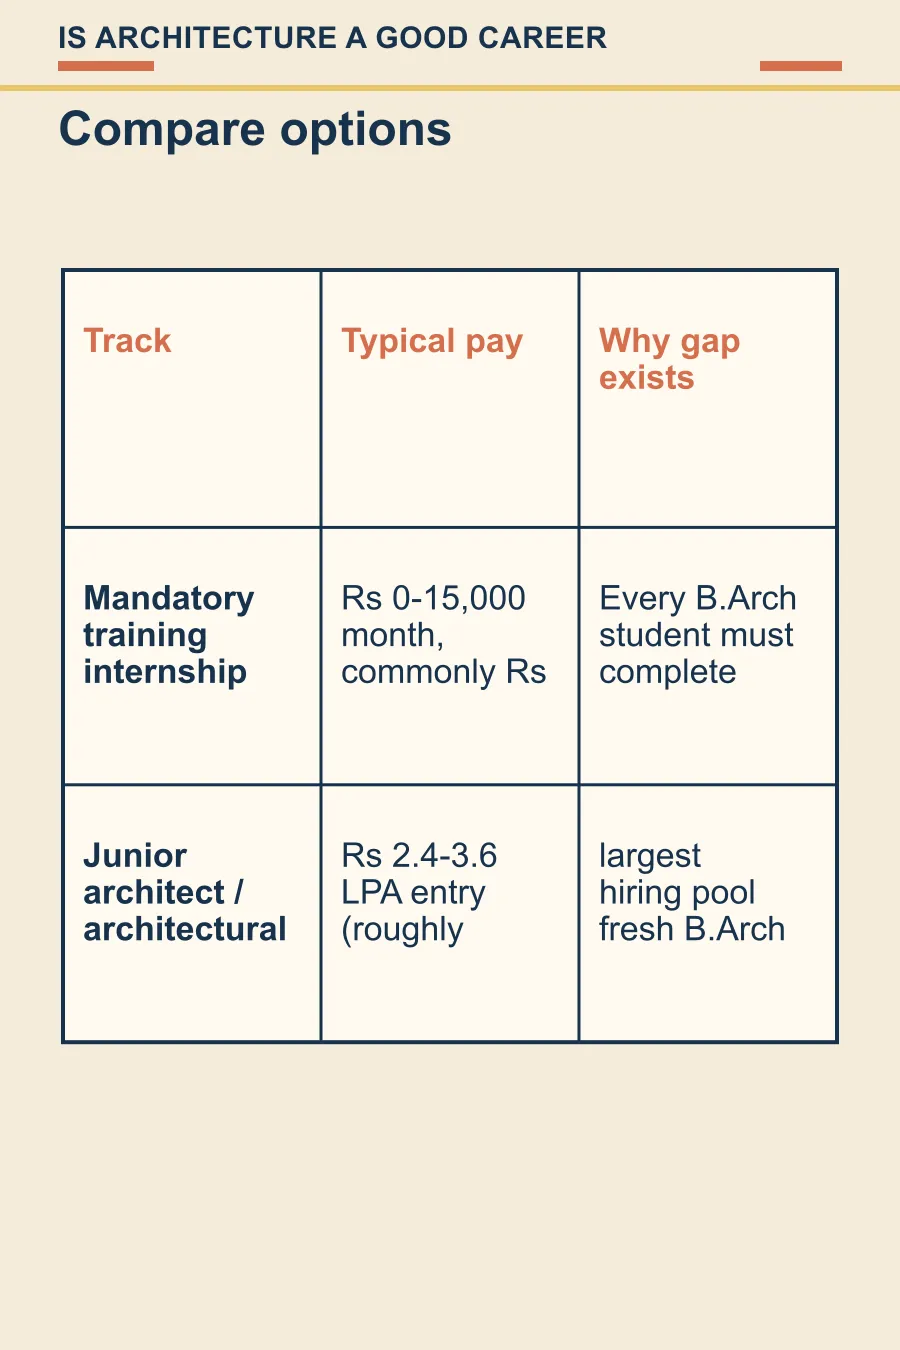 IS ARCHITECTURE A GOOD CAREER
Compare options
Track
Typical pay
Why gap
exists
Mandatory
training
internship
Rs 0-15,000
month,
commonly Rs
Every B.Arch
student must
complete
Junior
architect /
architectural
Rs 2.4-3.6
LPA entry
(roughly
largest
hiring pool
fresh B.Arch